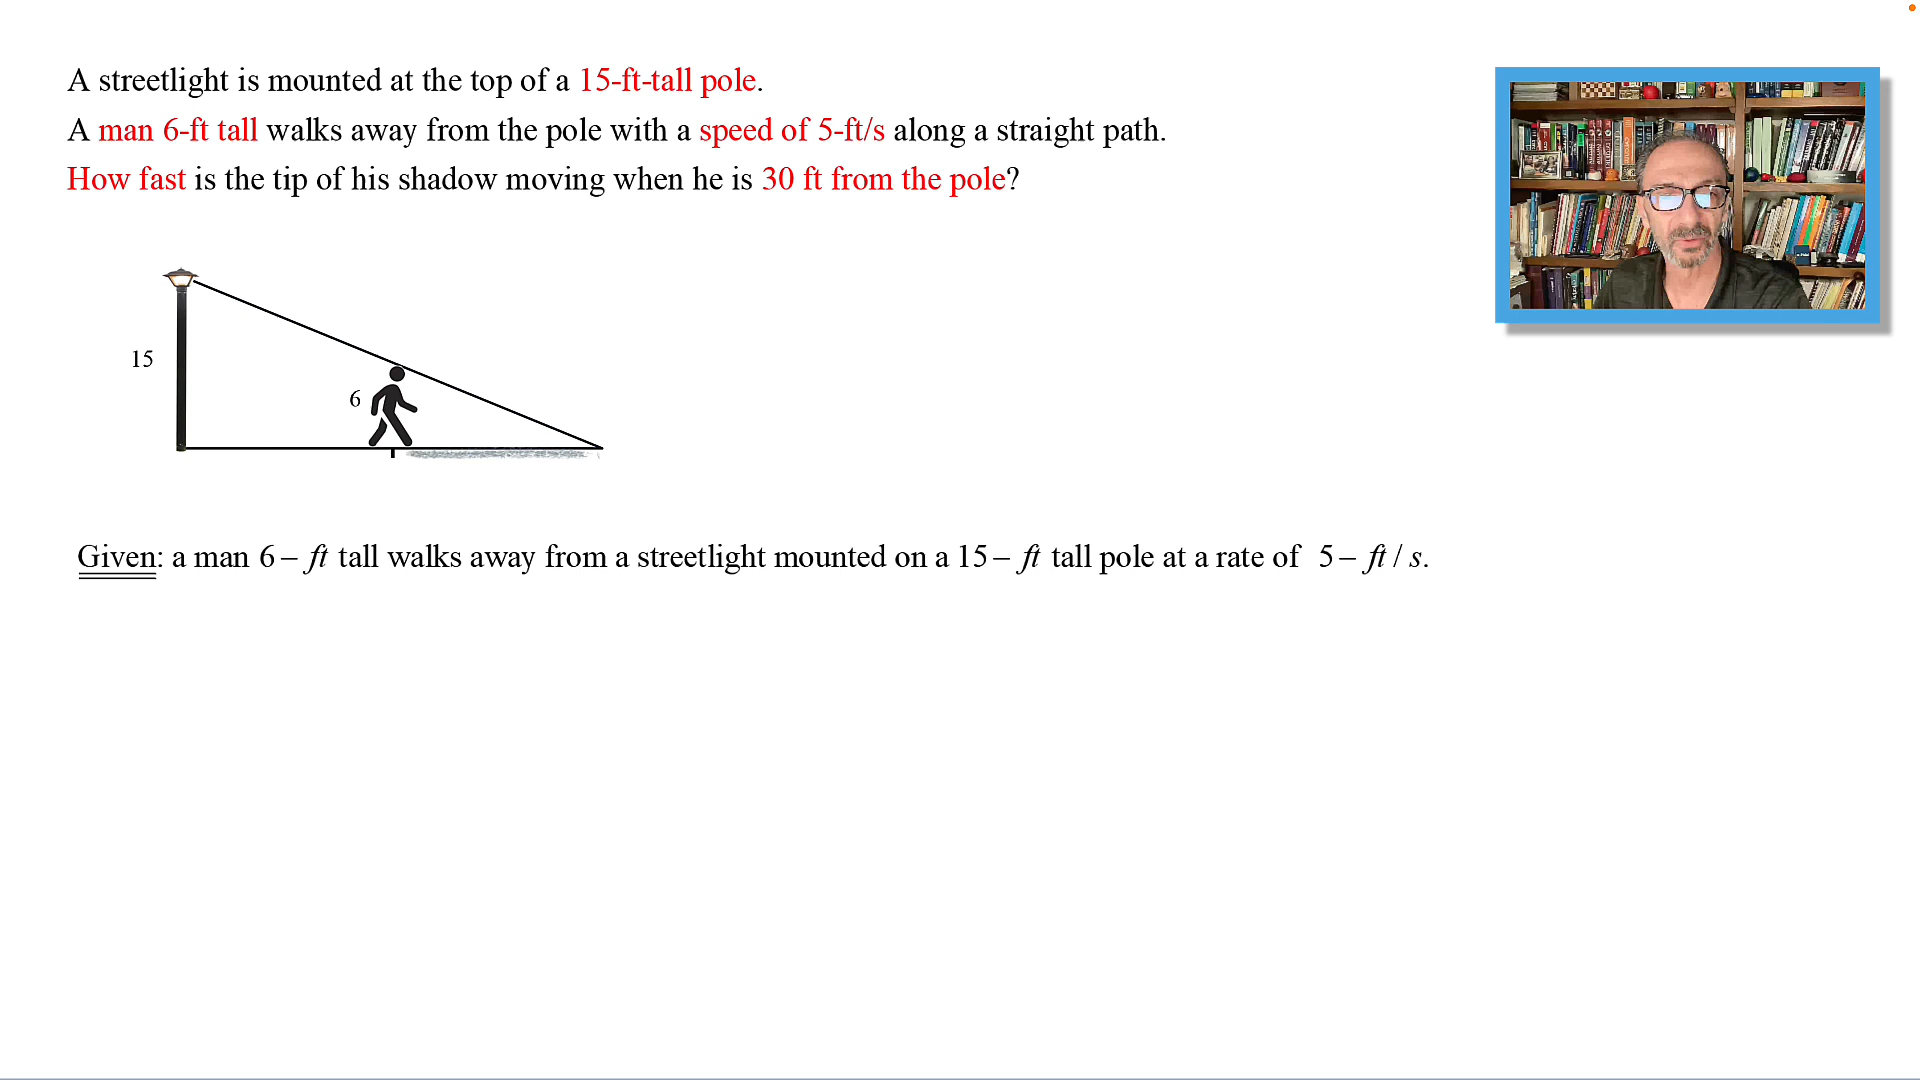 A streetlight is mounted at the top of a 15-ft-tall pole.
A man 6-ft tall walks away from the pole with a speed of 5-ft/s along a straight path.
How fast is the tip of his shadow moving when he is 30 ft from the pole?
15
6
Given: a man 6 – ft tall walks away from a streetlight mounted on a 15 – ft tall pole at a rate of 5 – ft / s.